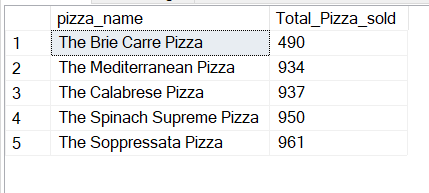 pizza_name Total_Pizza_sold
1 The Brie Carre Pizza 490
2 The Mediterranean Pizza 934
3 The Calabrese Pizza 937
4 The Spinach Supreme Pizza 950
5 The Soppressata Pizza 961